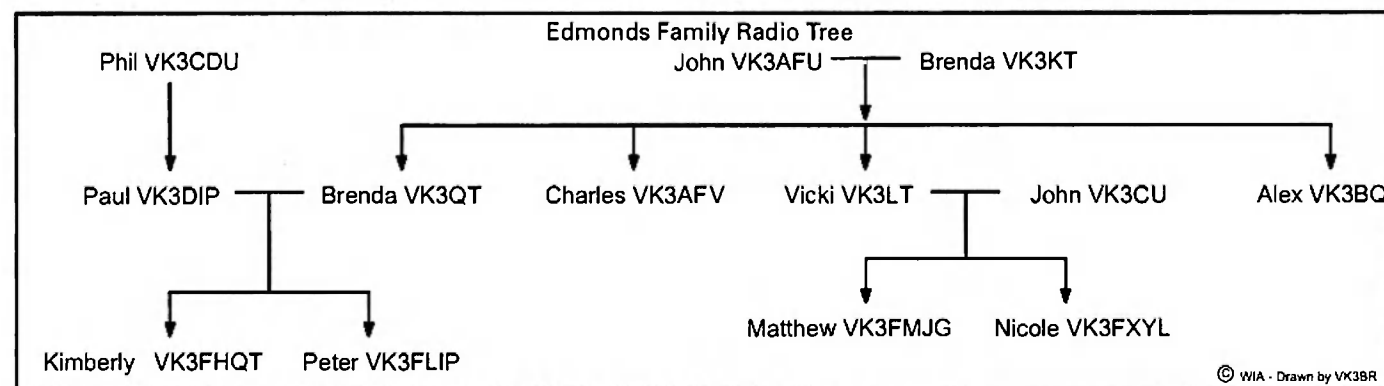 Edmonds Family Radio Tree
Phil VK3CDU John VK3AFU Brenda VK3KT
Paul VK3DIP Brenda VK3QT Charles VK3AFV Vicki VK3LT John VK3CU Alex VK3BQ
Matthew VK3FMJG Nicole VK3FXYL
Kimberly VK3FHQT Peter VK3FLIP
© WIA - Drawn by VK3BR